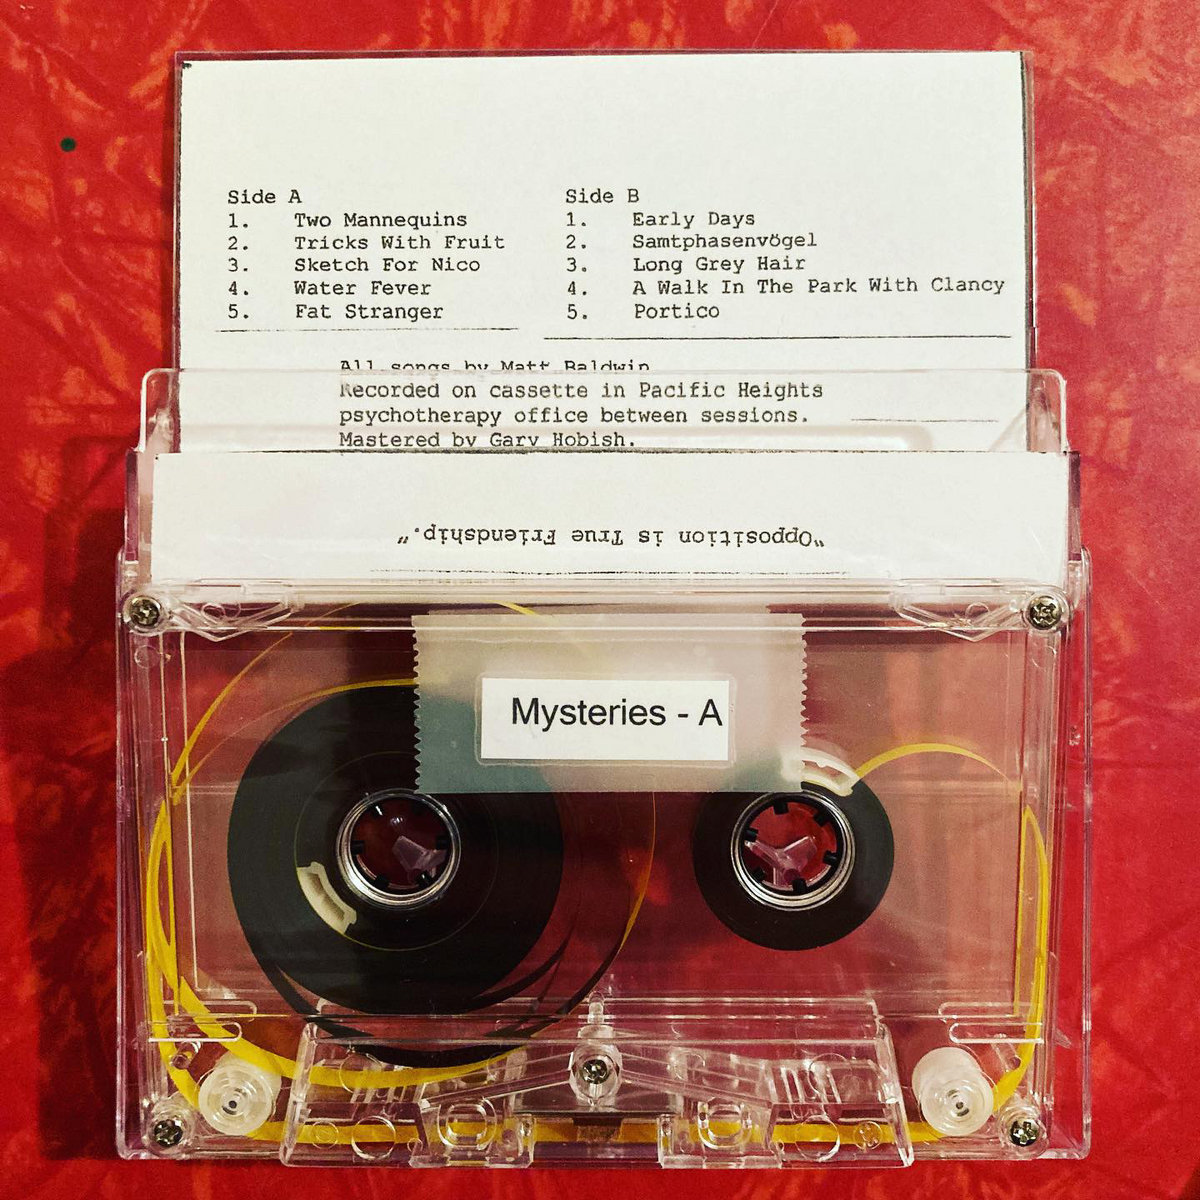 Side A
1. Two Mannequins
2. Tricks With Fruit
3. Sketch For Nico
4. Water Fever
5. Fat Stranger
Side B
1. Early Days
2. Samtphasenvögel
3. Long Grey Hair
4. A Walk In The Park With Clancy
5. Portico
All songs by Matt Baldwin
Recorded on cassette in Pacific Heights
psychotherapy office between sessions.
Mastered by Gary Hobish.
"Opposition is True Friendship."
Mysteries - A